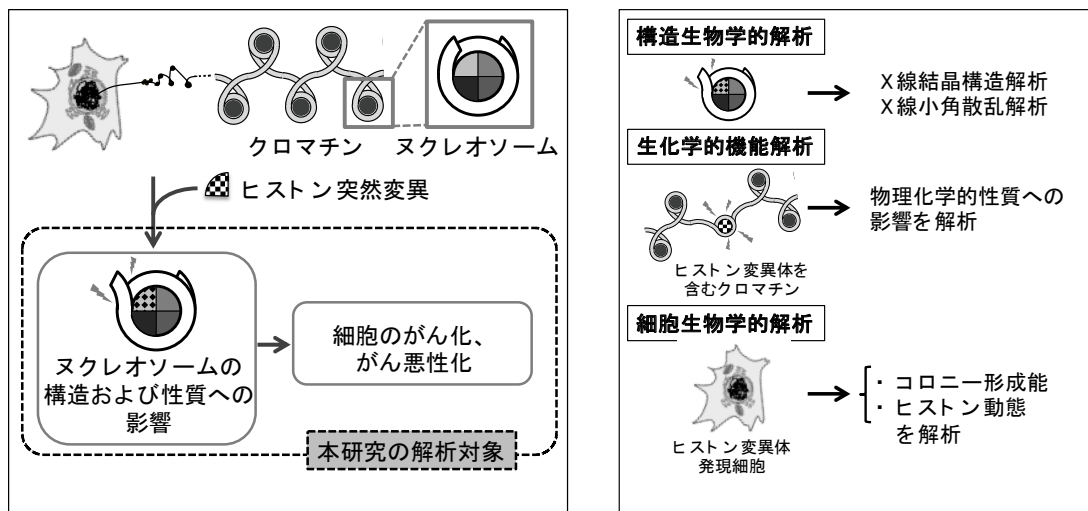 クロマチン
ヌクレオソーム
ヒストン突然変異
ヌクレオソームの
構造および性質への
影響
細胞のがん化、
がん悪性化
本研究の解析対象
構造生物学的解析
X線結晶構造解析
X線小角散乱解析
生化学的機能解析
物理化学的性質への
影響を解析
ヒストン変異体を
含むクロマチン
細胞生物学的解析
・ コロニー形成能
・ ヒストン動態
を解析
ヒストン変異体
発現細胞